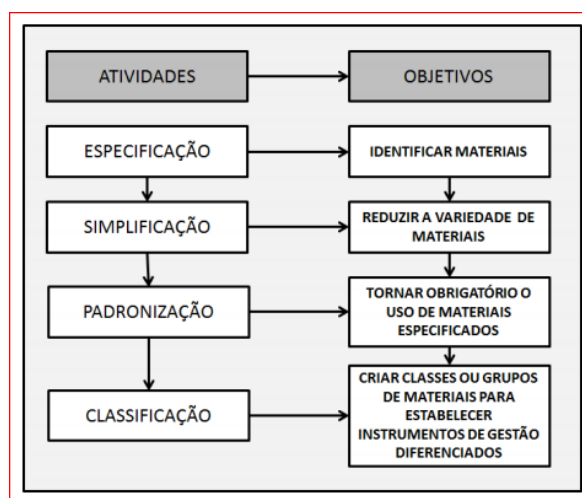 ATIVIDADES
OBJETIVOS
ESPECIFICAÇÃO
IDENTIFICAR MATERIAIS
SIMPLIFICAÇÃO
REDUZIR A VARIEDADE DE
MATERIAIS
PADRONIZAÇÃO
TORNAR OBRIGATÓRIO O
USO DE MATERIAIS
ESPECIFICADOS
CLASSIFICAÇÃO
CRIAR CLASSES OU GRUPOS
DE MATERIAIS PARA
ESTABELECER
INSTRUMENTOS DE GESTÃO
DIFERENCIADOS